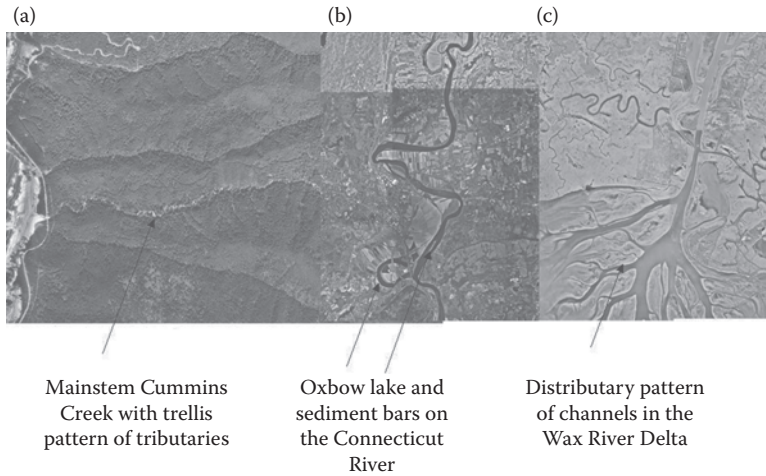 (a)
(b)
(c)
Mainstem Cummins
Creek with trellis
pattern of tributaries
Oxbow lake and
sediment bars on
the Connecticut
River
Distributary pattern
of channels in the
Wax River Delta